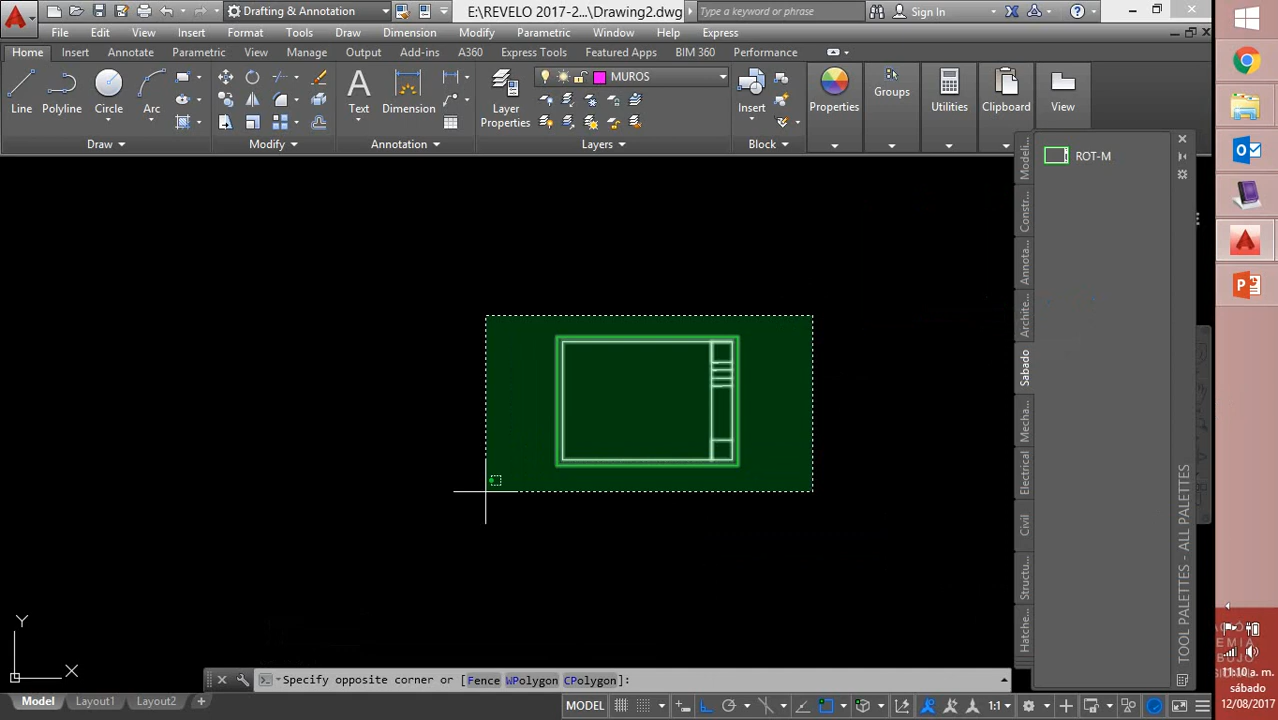 Drafting & Annotation
E:\REVELO 2017-2...\Drawing2.dwg
Type a keyword or phrase
Sign In
File Edit View Insert Format Tools Draw Dimension Modify Parametric Window Help Express
Home Insert Annotate Parametric View Manage Output Add-ins A360 Express Tools Featured Apps BIM 360 Performance
MUROS
Line Polyline Circle Arc Text Dimension Layer Properties Insert Properties Groups Utilities Clipboard View
Draw Modify Annotation Layers Block
ROT-M
Modeli...
Constr...
Annota...
Archite...
Sabado
Mecha...
Electrical
Civil
Structu...
Hatche...
TOOL PALETTES - ALL PALETTES
Y
X
Specify opposite corner or [Fence WPolygon CPolygon]:
Model Layout1 Layout2 +
MODEL
1:1
11:10 a. m.
sábado
12/08/2017